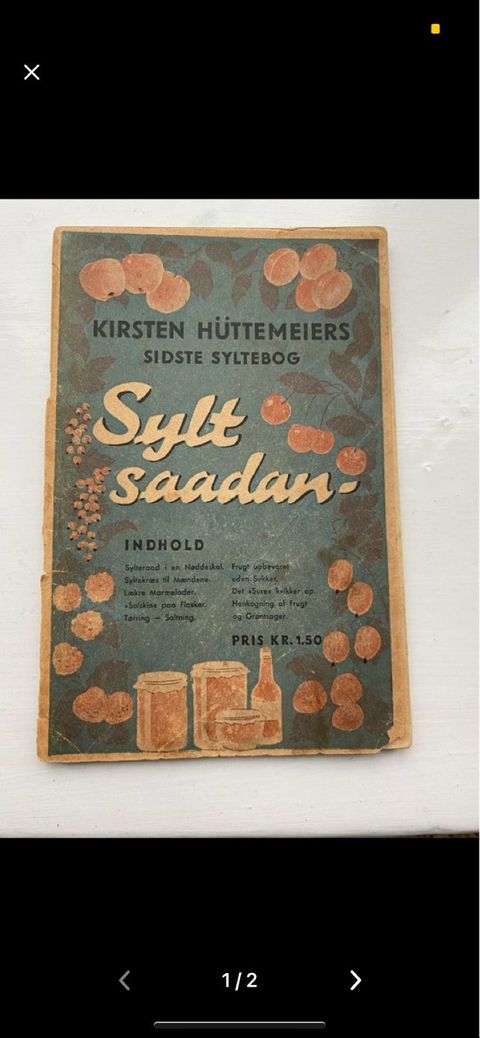 KIRSTEN HÜTTEMEIERS
SIDSTE SYLTEBOG
Sylt
saadan-
INDHOLD
Sylteraad i en Nøddeskal.
Syltekræs til Mændene.
Lækre Marmelader.
»Solskin« paa Flasker.
Tørring — Saltning.
Frugt opbevaret
uden Sukker.
Det »Sure« kvikker op.
Henkogning af Frugt
og Grøntsager.
PRIS KR. 1.50
1/2